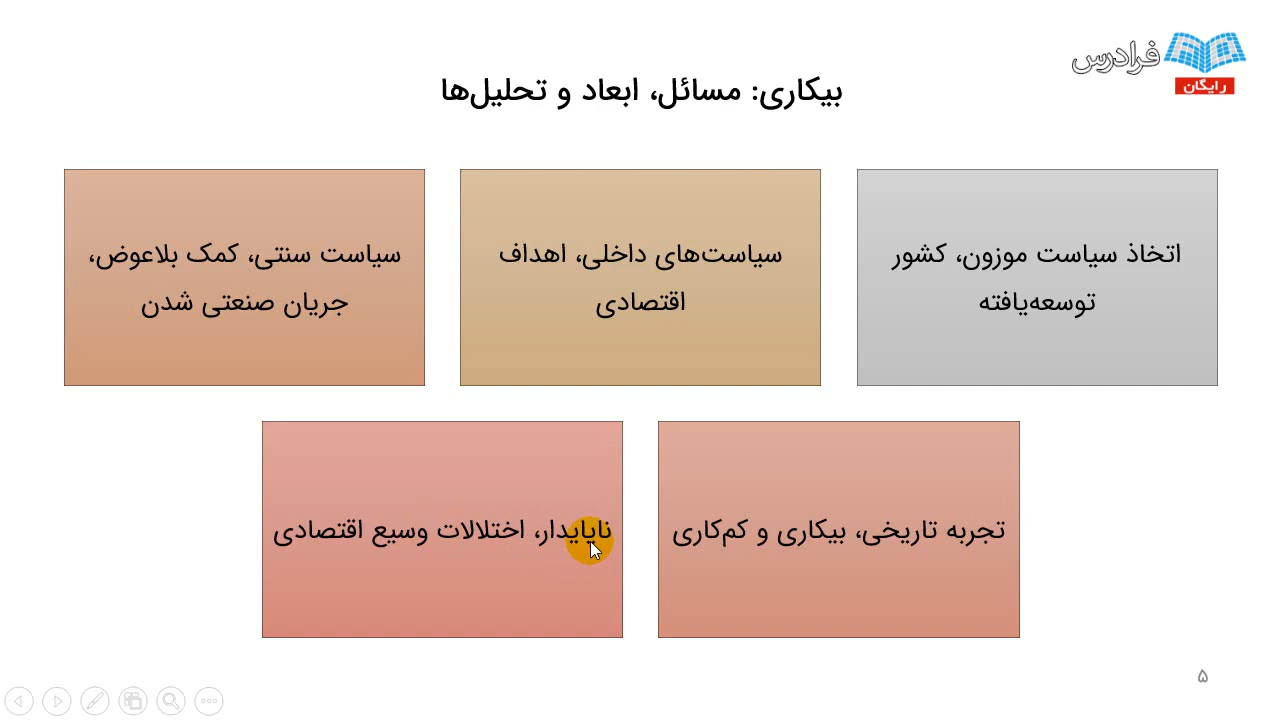 فرادرس
رایگان
بیکاری: مسائل، ابعاد و تحلیل‌ها
اتخاذ سیاست موزون، کشور
توسعه‌یافته
سیاست‌های داخلی، اهداف
اقتصادی
سیاست سنتی، کمک بلاعوض،
جریان صنعتی شدن
تجربه تاریخی، بیکاری و کم‌کاری
ناپایدار، اختلالات وسیع اقتصادی
۵